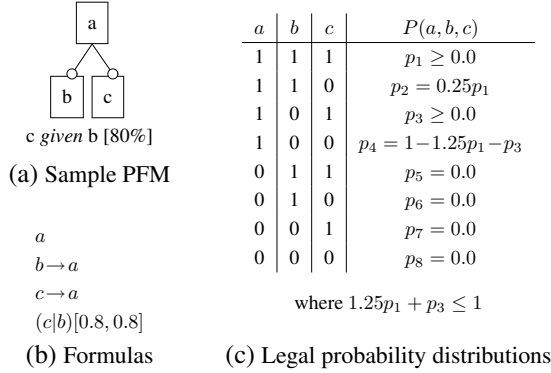 a
b c
c given b [80%]
(a) Sample PFM
a
b→a
c→a
(c|b)[0.8, 0.8]
(b) Formulas
a b c P(a, b, c)
1 1 1 p₁ ≥ 0.0
1 1 0 p₂ = 0.25p₁
1 0 1 p₃ ≥ 0.0
1 0 0 p₄ = 1−1.25p₁−p₃
0 1 1 p₅ = 0.0
0 1 0 p₆ = 0.0
0 0 1 p₇ = 0.0
0 0 0 p₈ = 0.0
where 1.25p₁ + p₃ ≤ 1
(c) Legal probability distributions